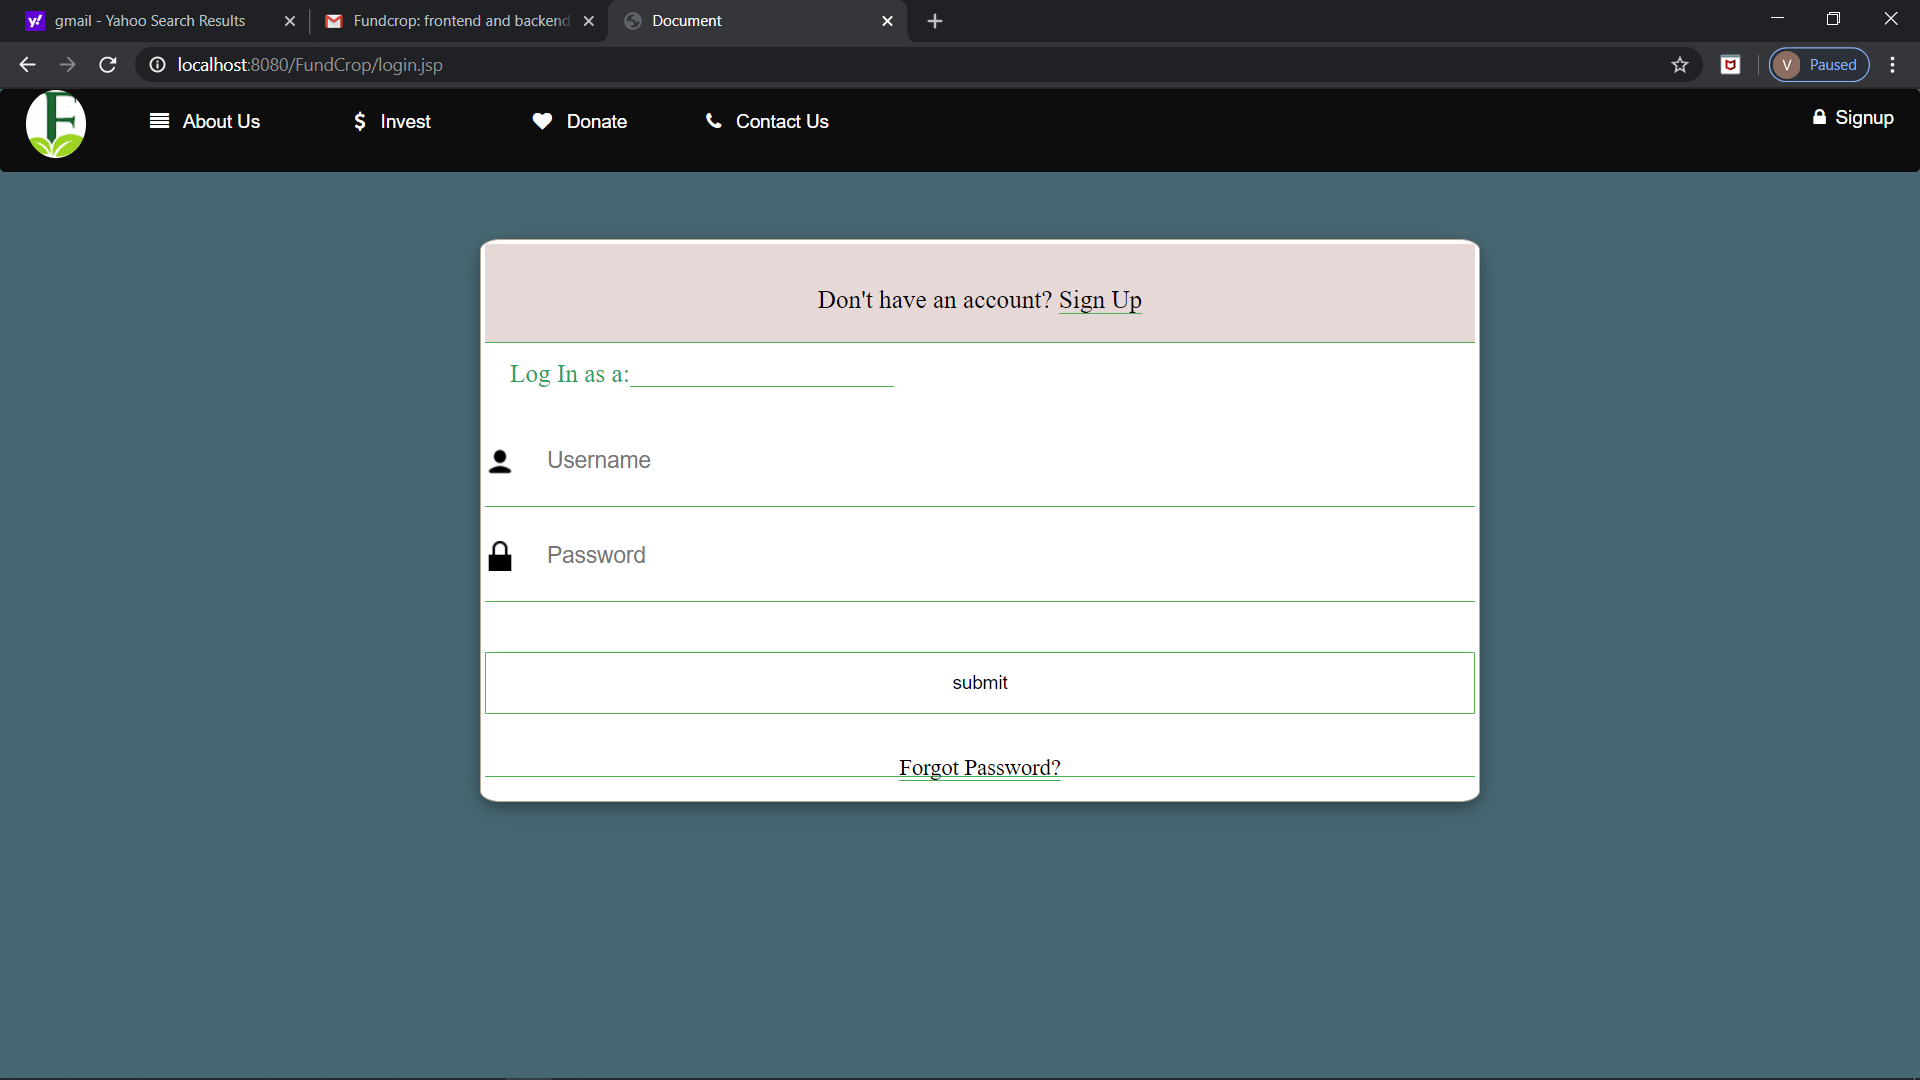 gmail - Yahoo Search Results
Fundcrop: frontend and backend
Document
localhost:8080/FundCrop/login.jsp
V Paused
F
About Us
Invest
Donate
Contact Us
Signup
Don't have an account? Sign Up
Log In as a:
Username
Password
submit
Forgot Password?